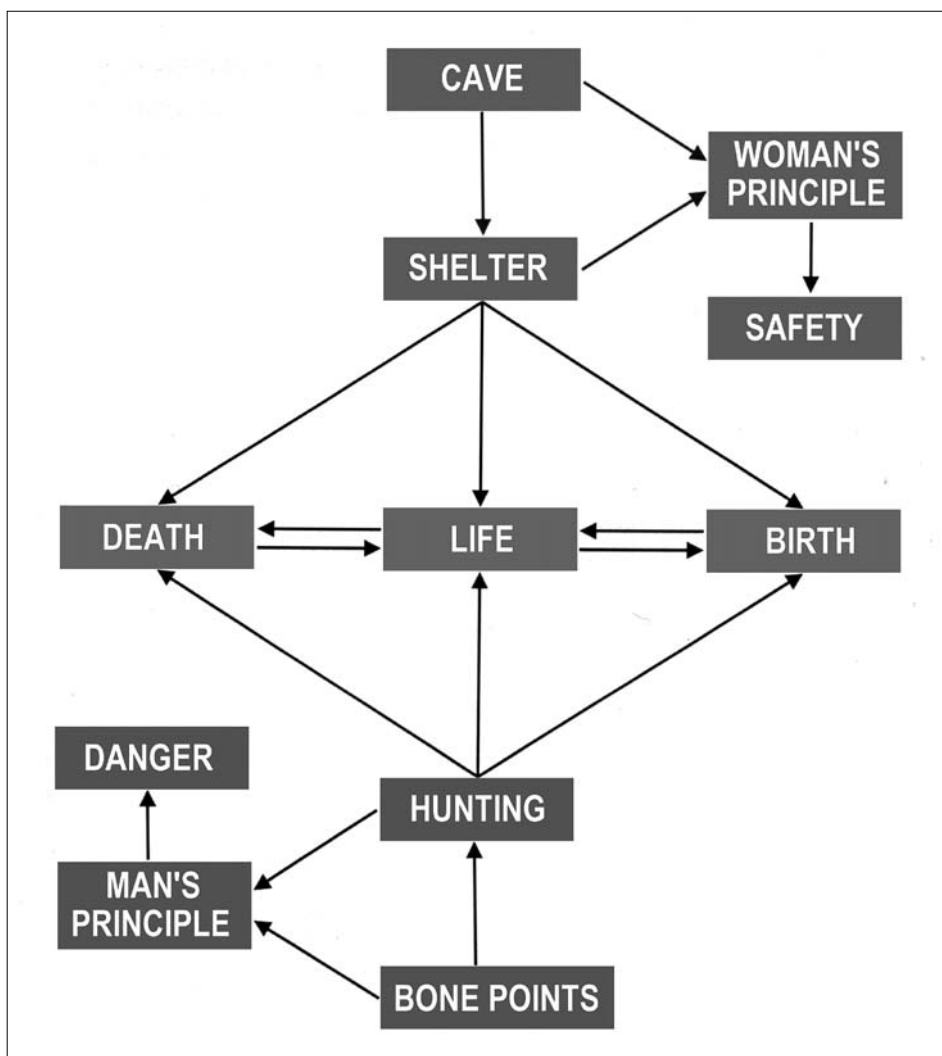 CAVE
WOMAN'S
PRINCIPLE
SHELTER
SAFETY
DEATH
LIFE
BIRTH
DANGER
HUNTING
MAN'S
PRINCIPLE
BONE POINTS